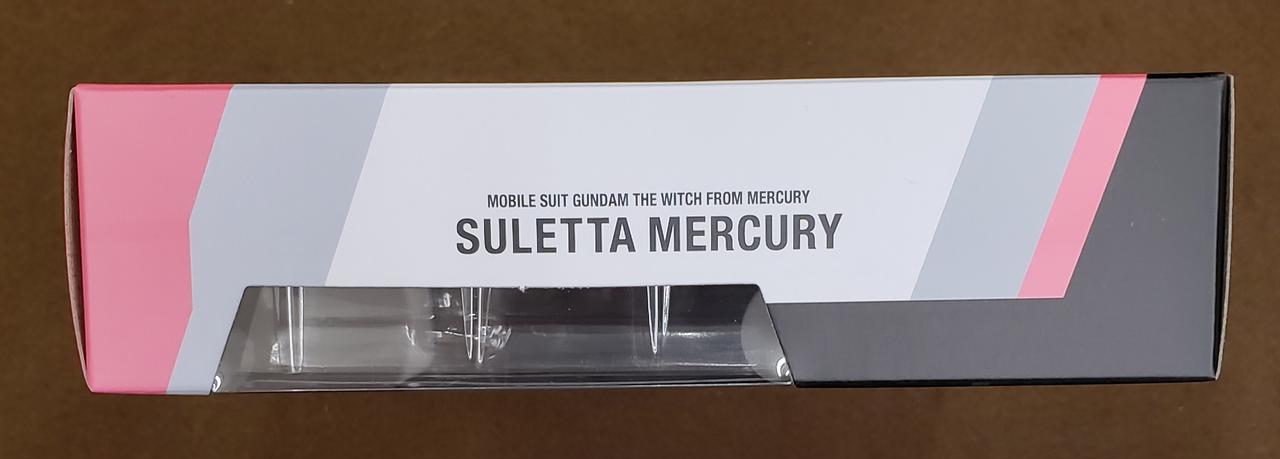 MOBILE SUIT GUNDAM THE WITCH FROM MERCURY
SULETTA MERCURY